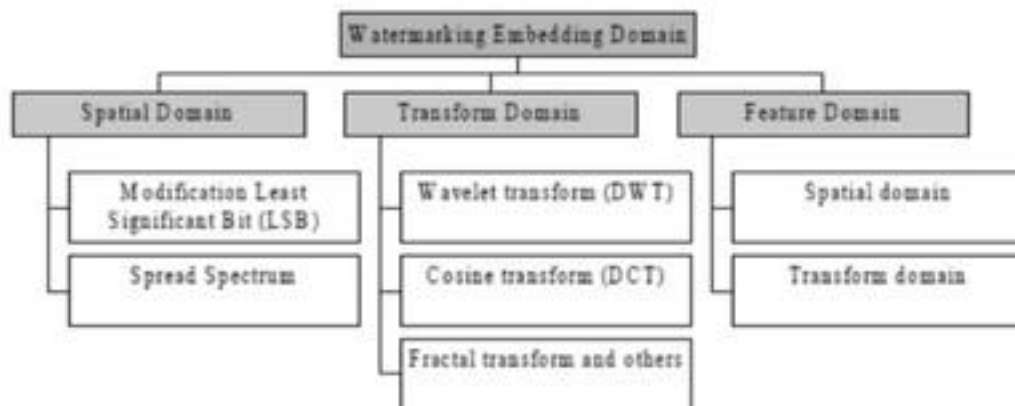 Watermarking Embedding Domain
Spatial Domain
Modification Least
Significant Bit (LSB)
Spread Spectrum
Transform Domain
Wavelet transform (DWT)
Cosine transform (DCT)
Fractal transform and others
Feature Domain
Spatial domain
Transform domain